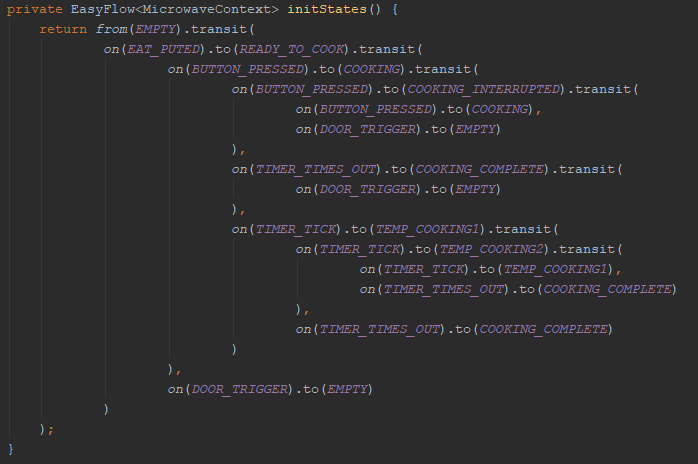 private EasyFlow<MicrowaveContext> initStates() {
    return from(EMPTY).transit(
            on(EAT_PUTED).to(READY_TO_COOK).transit(
                    on(BUTTON_PRESSED).to(COOKING).transit(
                            on(BUTTON_PRESSED).to(COOKING_INTERRUPTED).transit(
                                    on(BUTTON_PRESSED).to(COOKING),
                                    on(DOOR_TRIGGER).to(EMPTY)
                            ),
                            on(TIMER_TIMES_OUT).to(COOKING_COMPLETE).transit(
                                    on(DOOR_TRIGGER).to(EMPTY)
                            ),
                            on(TIMER_TICK).to(TEMP_COOKING1).transit(
                                    on(TIMER_TICK).to(TEMP_COOKING2).transit(
                                            on(TIMER_TICK).to(TEMP_COOKING1),
                                            on(TIMER_TIMES_OUT).to(COOKING_COMPLETE)
                                    ),
                                    on(TIMER_TIMES_OUT).to(COOKING_COMPLETE)
                            )
                    ),
                    on(DOOR_TRIGGER).to(EMPTY)
            )
    );
}